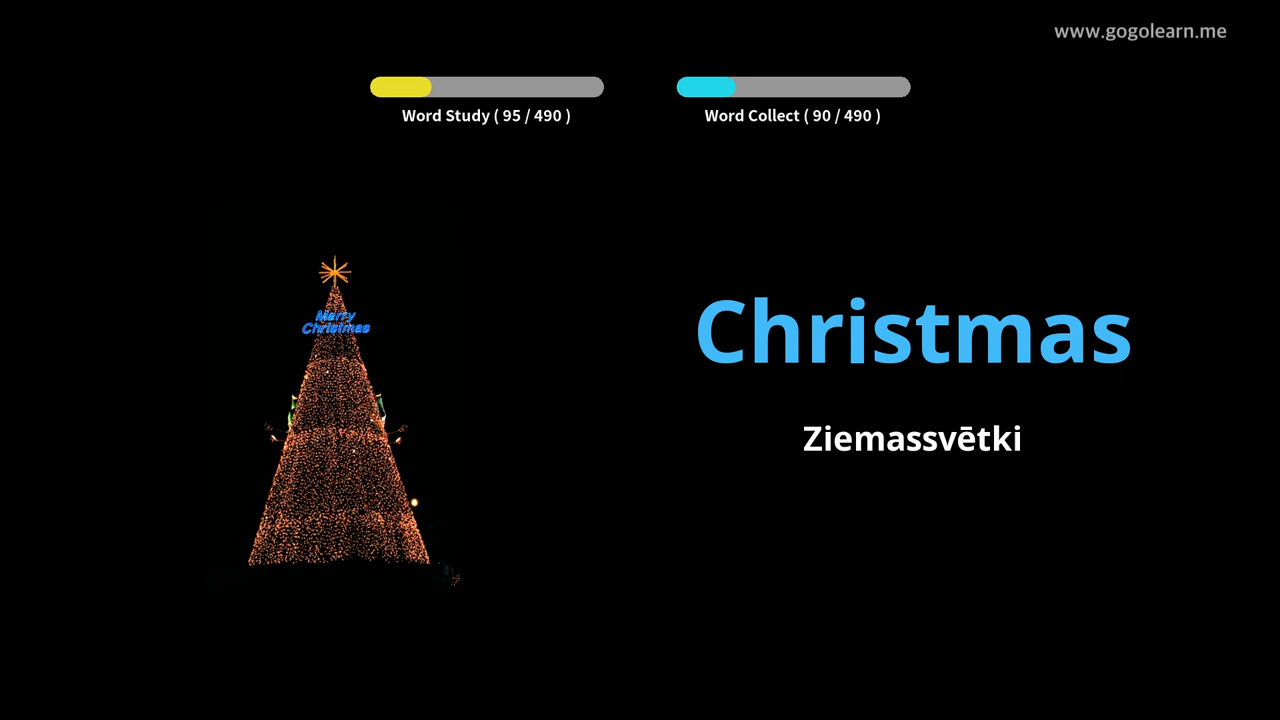 www.gogolearn.me
Word Study ( 95 / 490 )
Word Collect ( 90 / 490 )
Merry
Christmas
Christmas
Ziemassvētki